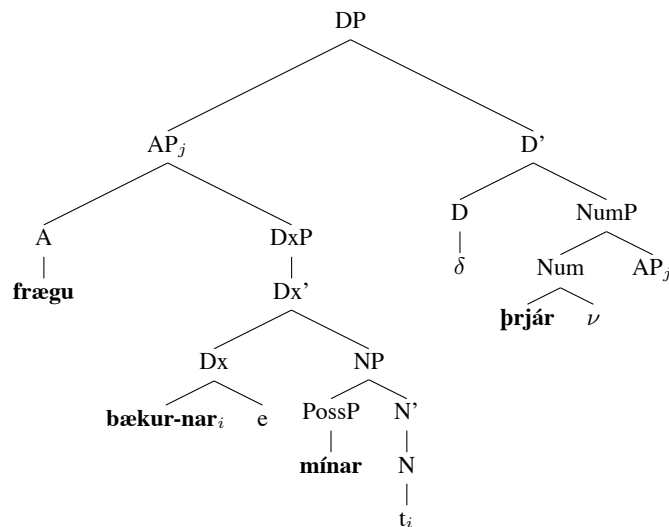 DP
AP_j D'
A DxP D NumP
frægu Dx' δ Num AP_j
þrjár ν
Dx NP
bækur-nar_i e PossP N'
mínar N
t_i